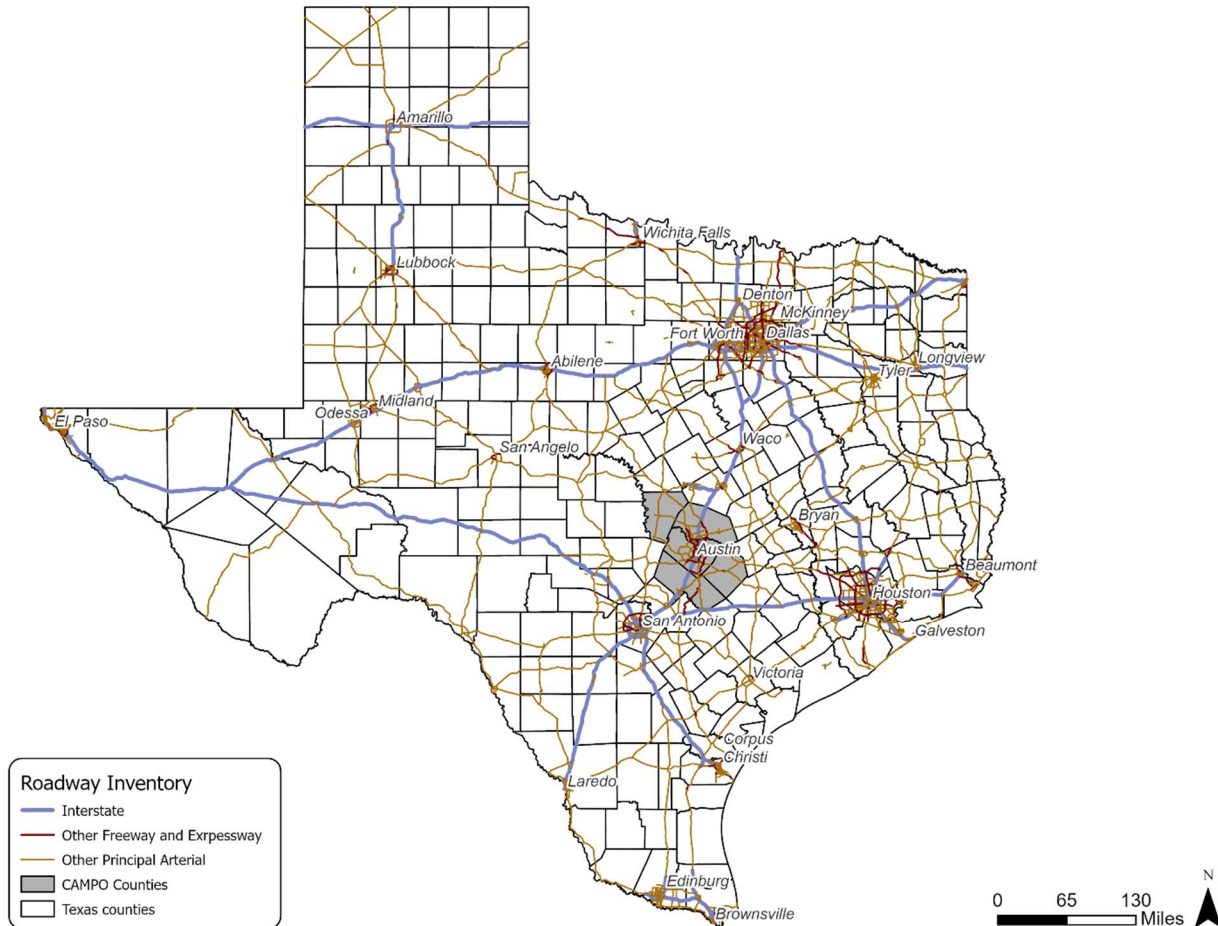 Amarillo
Lubbock
Wichita Falls
Denton
McKinney
Fort Worth
Dallas
Abilene
Longview
Tyler
Midland
Odessa
El Paso
San Angelo
Waco
Bryan
Austin
Beaumont
Houston
San Antonio
Galveston
Victoria
Corpus
Christi
Laredo
Edinburg
Brownsville
Roadway Inventory
Interstate
Other Freeway and Exrpessway
Other Principal Arterial
CAMPO Counties
Texas counties
N
0 65 130
Miles